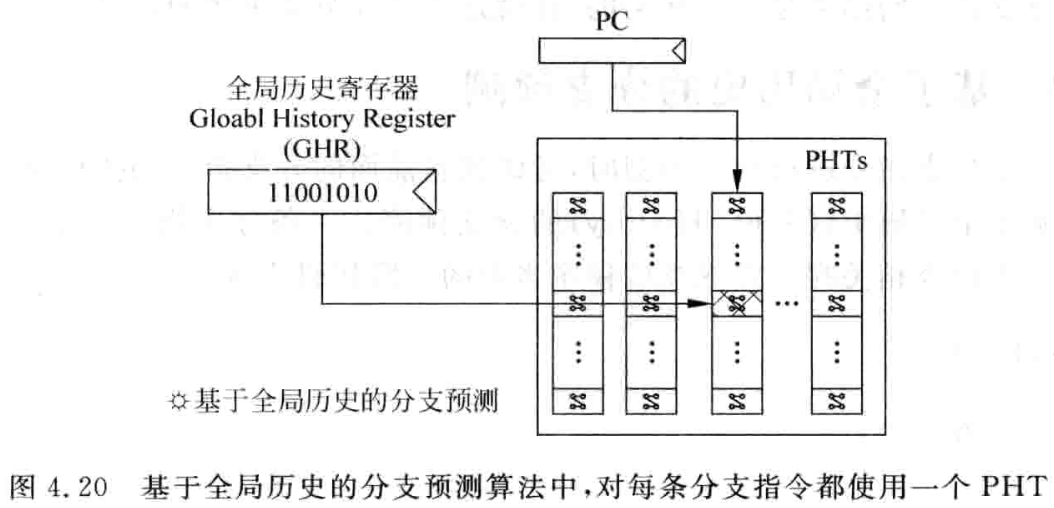 PC
全局历史寄存器
Gloabl History Register
(GHR)
11001010
PHTs
☼基于全局历史的分支预测
图 4.20 基于全局历史的分支预测算法中,对每条分支指令都使用一个 PHT